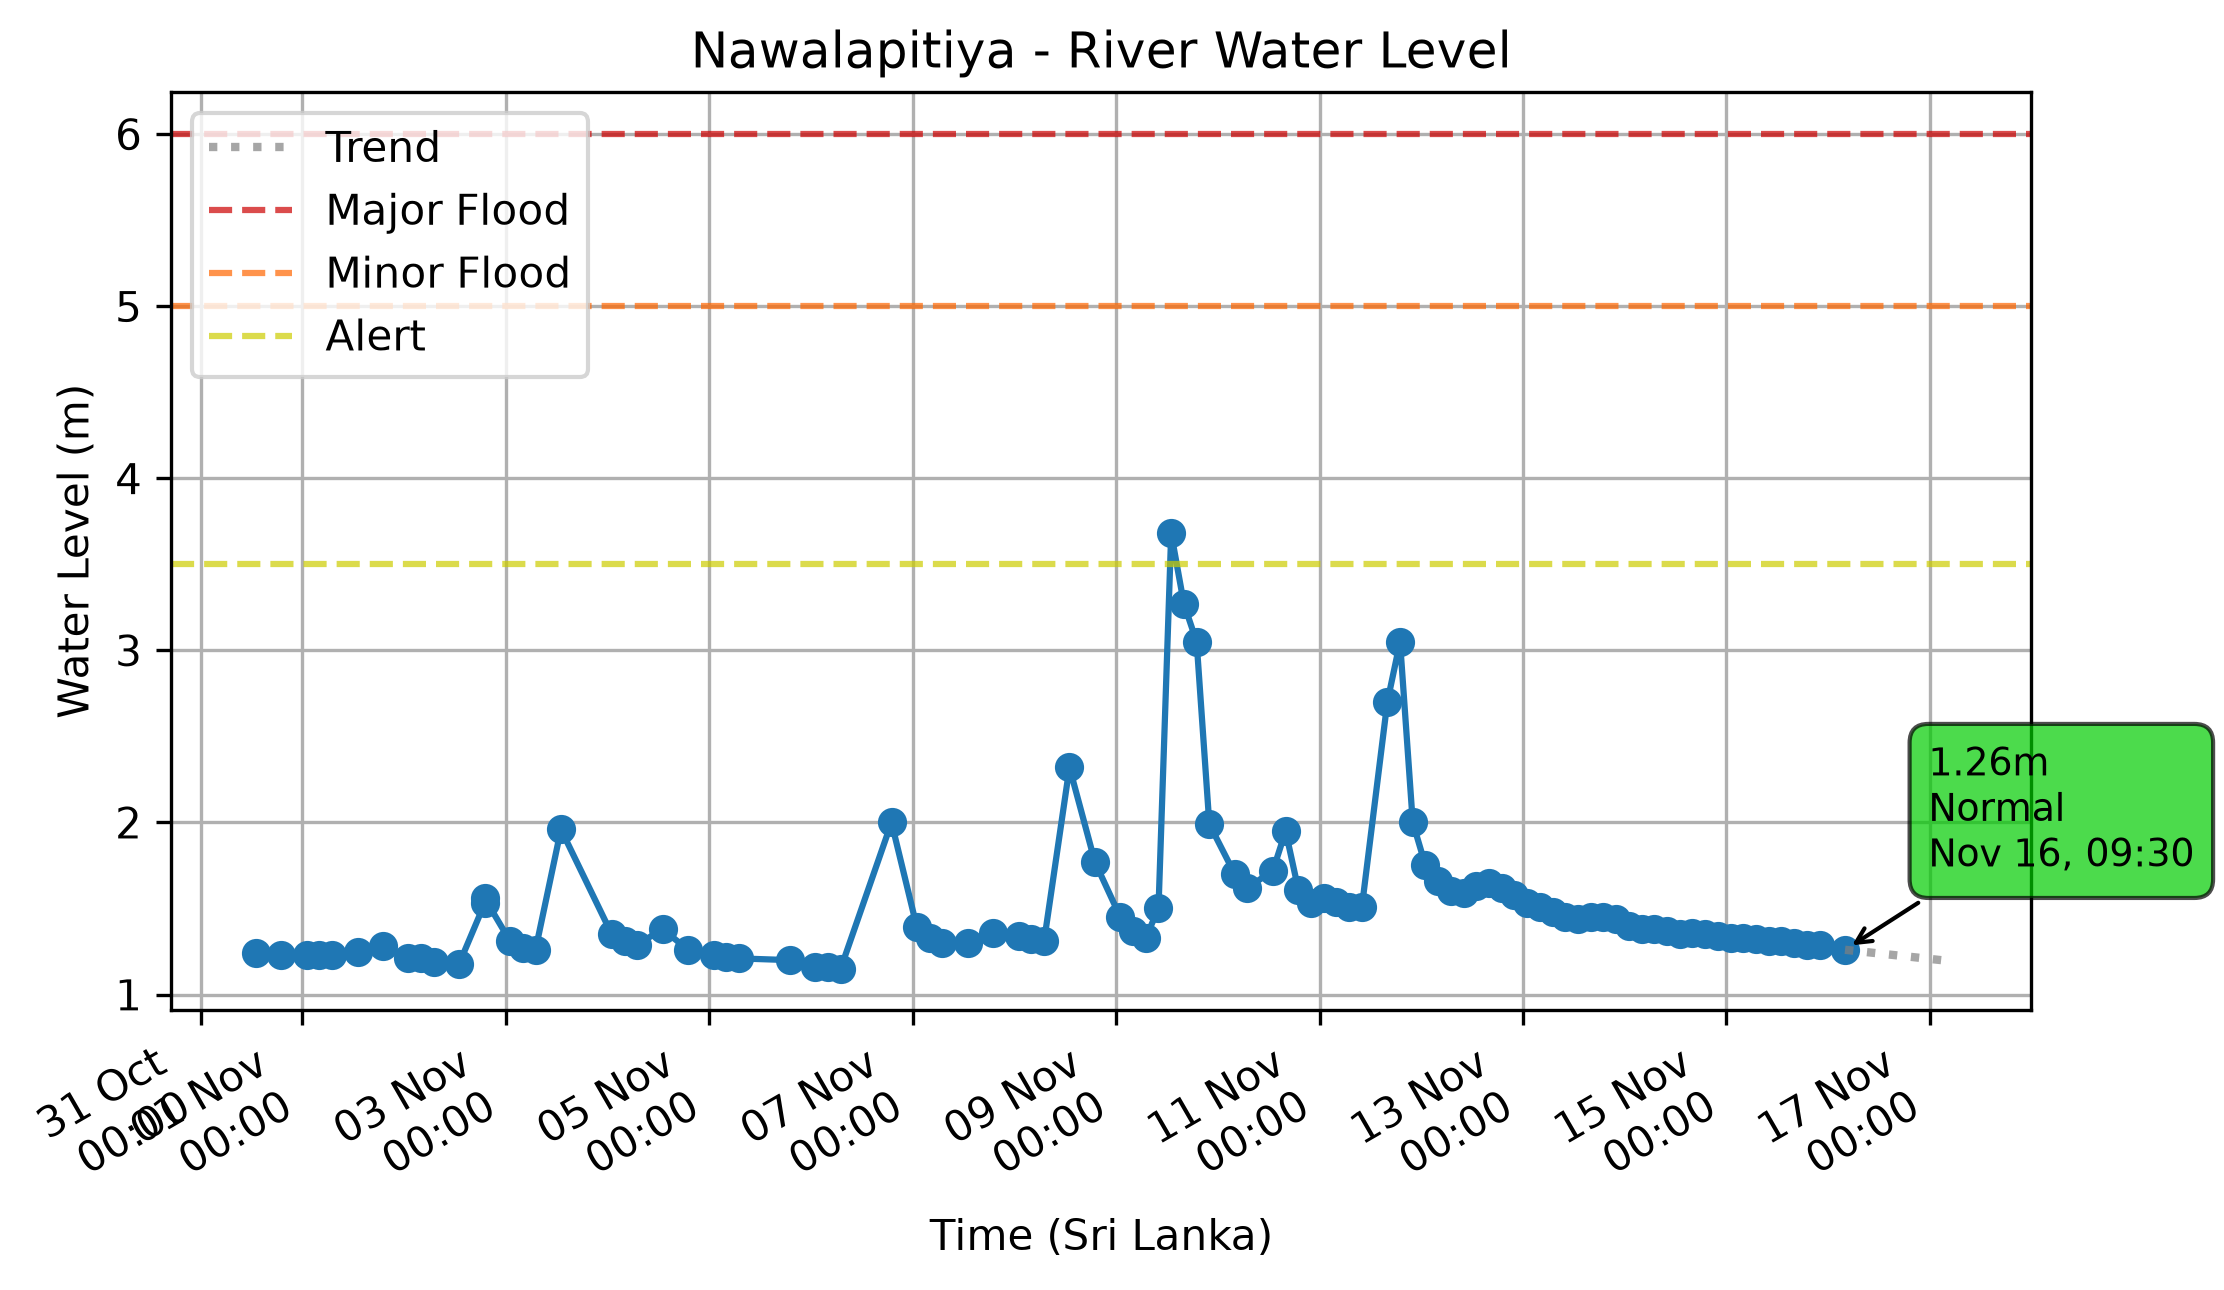 Nawalapitiya - River Water Level
Trend
Major Flood
Minor Flood
Alert
6
5
4
3
2
1
Water Level (m)
1.26m
Normal
Nov 16, 09:30
31 Oct
00:00
01 Nov
00:00
03 Nov
00:00
05 Nov
00:00
07 Nov
00:00
09 Nov
00:00
11 Nov
00:00
13 Nov
00:00
15 Nov
00:00
17 Nov
00:00
Time (Sri Lanka)